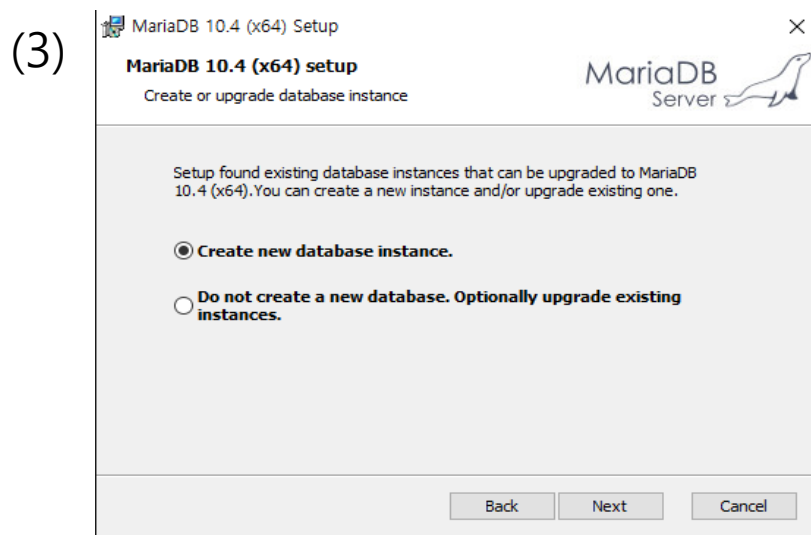 (3)
MariaDB 10.4 (x64) Setup
MariaDB 10.4 (x64) setup
Create or upgrade database instance
MariaDB
Server
Setup found existing database instances that can be upgraded to MariaDB
10.4 (x64).You can create a new instance and/or upgrade existing one.
Create new database instance.
Do not create a new database. Optionally upgrade existing
instances.
Back Next Cancel